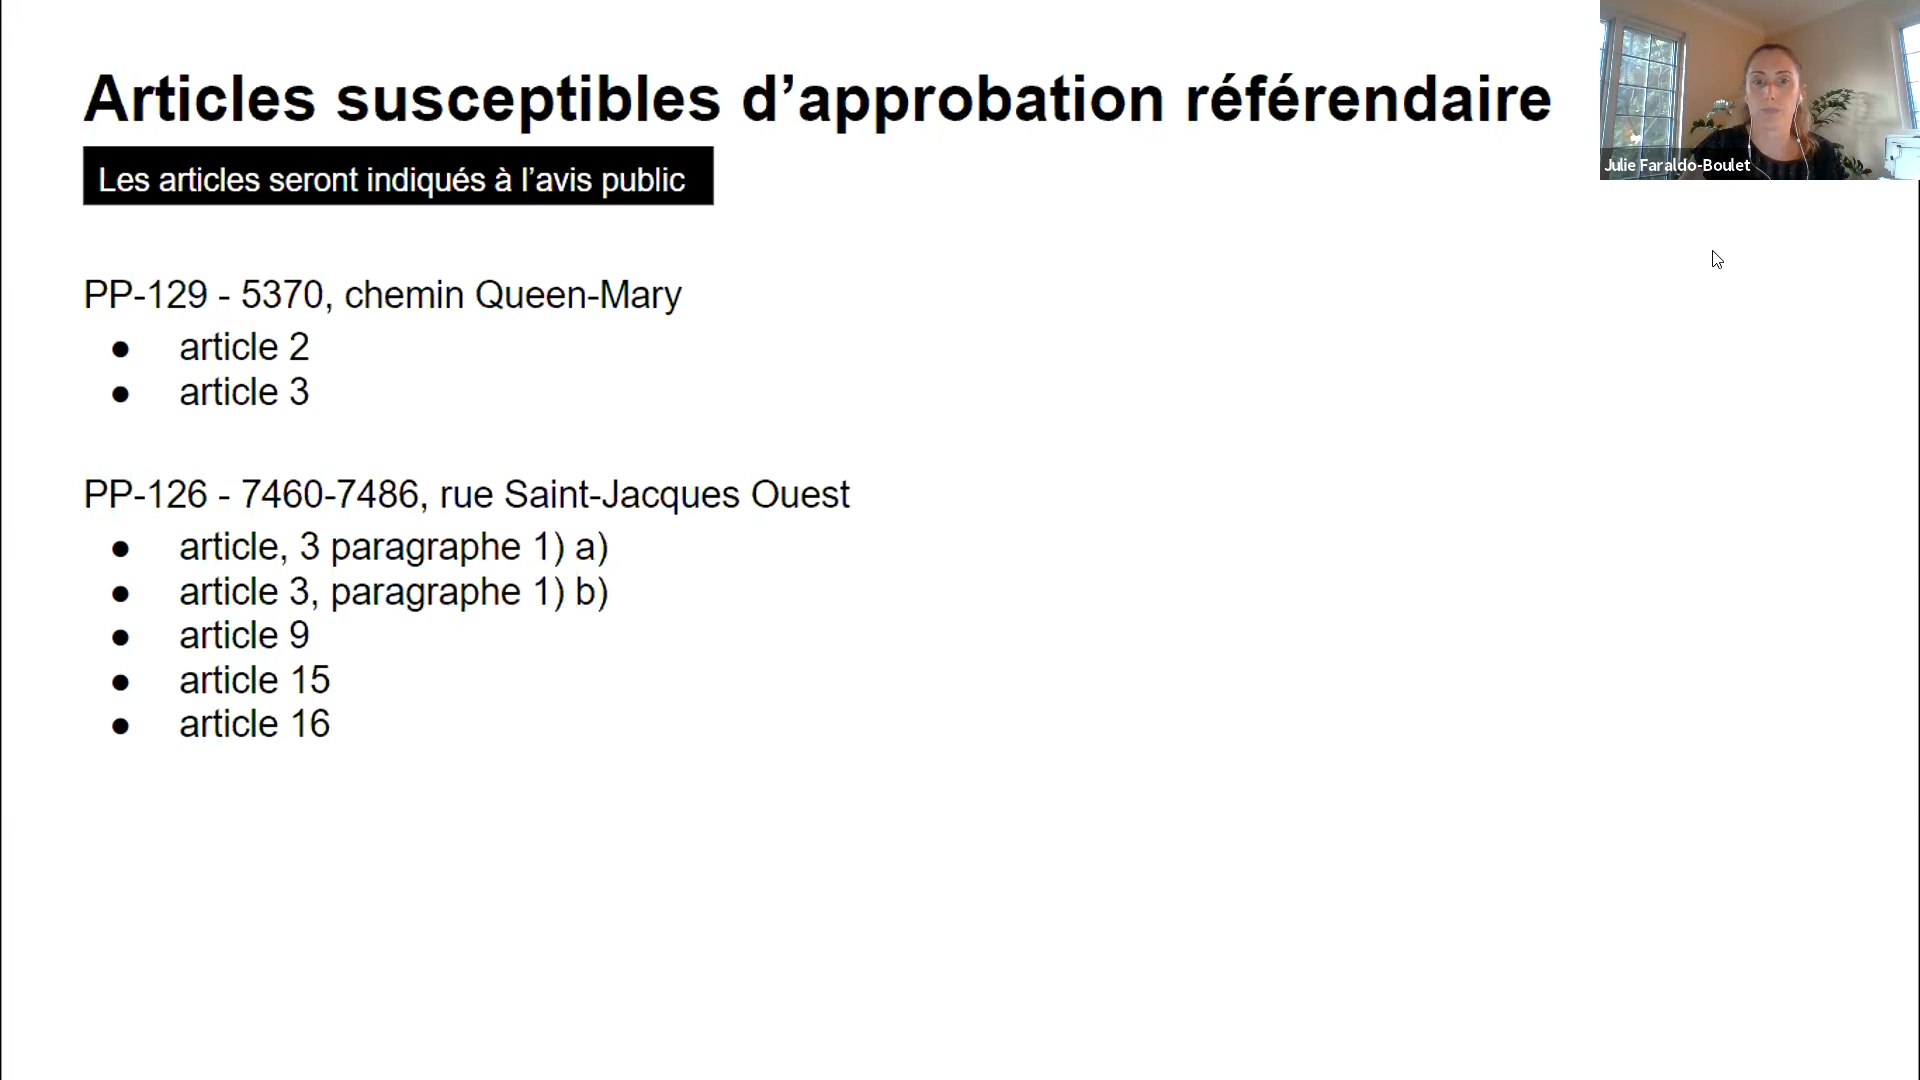 Articles susceptibles d’approbation référendaire
Les articles seront indiqués à l’avis public
Julie Faraldo-Boulet
PP-129 - 5370, chemin Queen-Mary
● article 2
● article 3
PP-126 - 7460-7486, rue Saint-Jacques Ouest
● article, 3 paragraphe 1) a)
● article 3, paragraphe 1) b)
● article 9
● article 15
● article 16